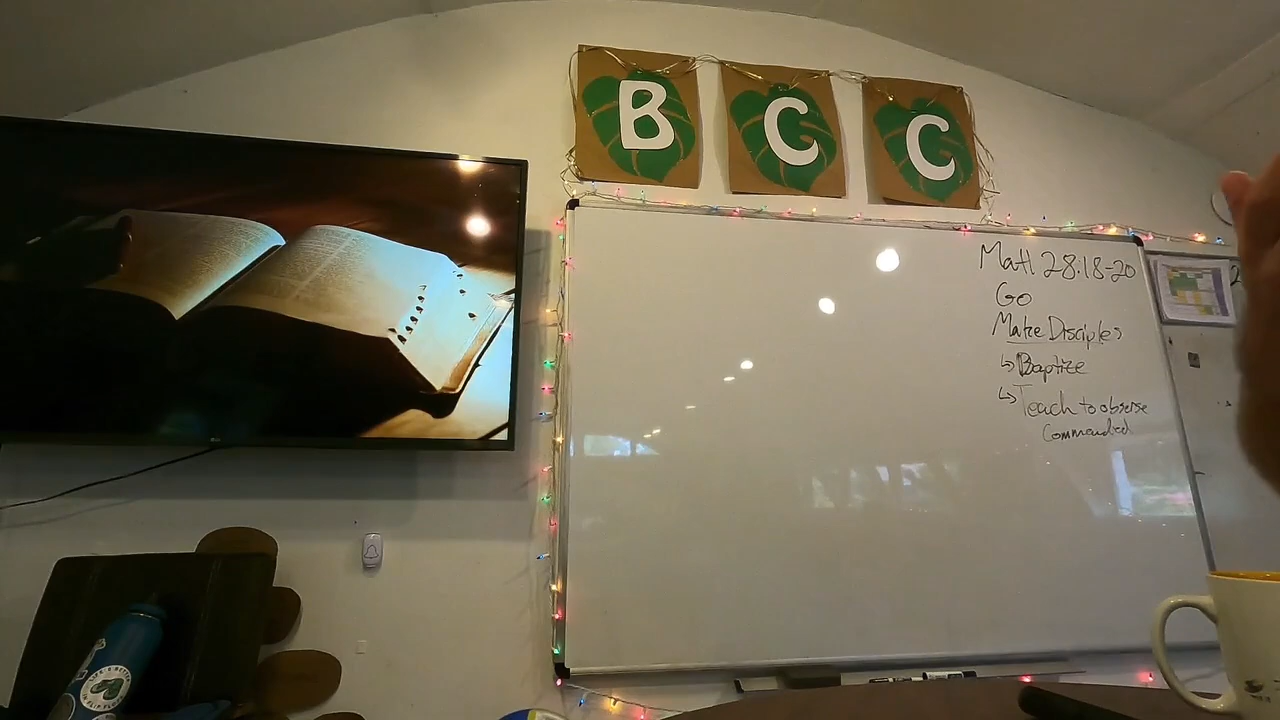 B C C
Matt 28:18-20
Go
Make Disciples
↳ Baptize
↳ Teach to observe
Commanded